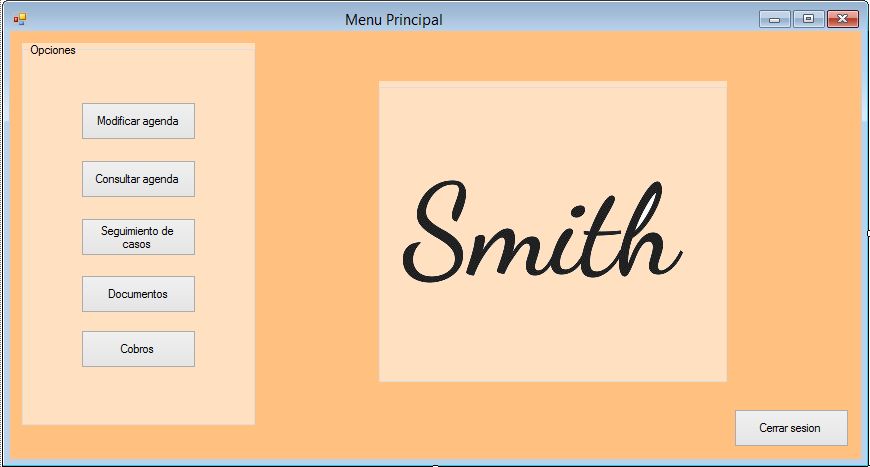 Menu Principal
Opciones
Modificar agenda
Consultar agenda
Seguimiento de
casos
Documentos
Cobros
Smith
Cerrar sesion